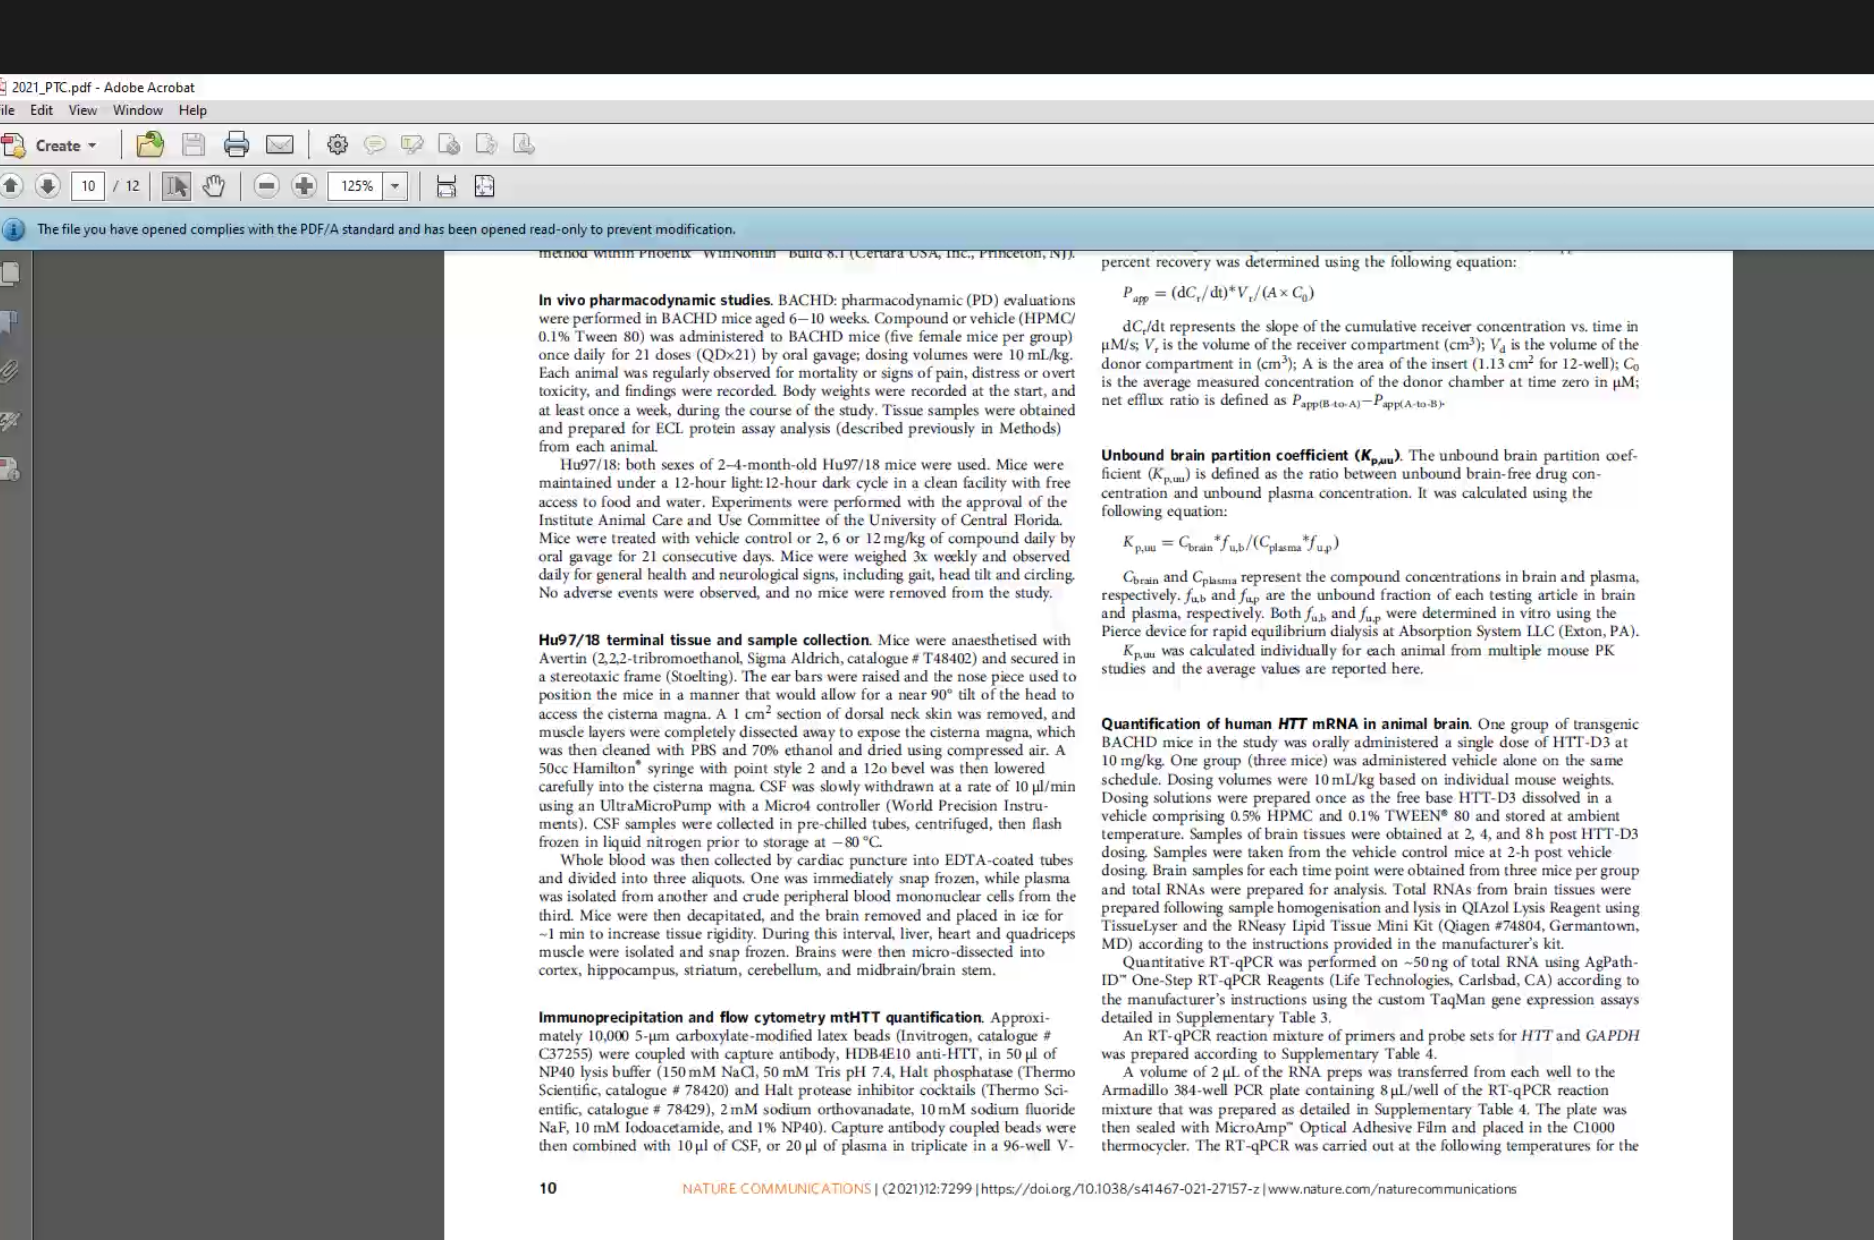 2021_PTC.pdf - Adobe Acrobat
ile Edit View Window Help
Create
10 / 12 125%
The file you have opened complies with the PDF/A standard and has been opened read-only to prevent modification.
method within Phoenix WinNonlin Build 8.1 (Certara USA, Inc., Princeton, NJ).
In vivo pharmacodynamic studies. BACHD: pharmacodynamic (PD) evaluations
were performed in BACHD mice aged 6–10 weeks. Compound or vehicle (HPMC/
0.1% Tween 80) was administered to BACHD mice (five female mice per group)
once daily for 21 doses (QD×21) by oral gavage; dosing volumes were 10 mL/kg.
Each animal was regularly observed for mortality or signs of pain, distress or overt
toxicity, and findings were recorded. Body weights were recorded at the start, and
at least once a week, during the course of the study. Tissue samples were obtained
and prepared for ECL protein assay analysis (described previously in Methods)
from each animal.
Hu97/18: both sexes of 2–4-month-old Hu97/18 mice were used. Mice were
maintained under a 12-hour light:12-hour dark cycle in a clean facility with free
access to food and water. Experiments were performed with the approval of the
Institute Animal Care and Use Committee of the University of Central Florida.
Mice were treated with vehicle control or 2, 6 or 12 mg/kg of compound daily by
oral gavage for 21 consecutive days. Mice were weighed 3x weekly and observed
daily for general health and neurological signs, including gait, head tilt and circling.
No adverse events were observed, and no mice were removed from the study.
Hu97/18 terminal tissue and sample collection. Mice were anaesthetised with
Avertin (2,2,2-tribromoethanol, Sigma Aldrich, catalogue # T48402) and secured in
a stereotaxic frame (Stoelting). The ear bars were raised and the nose piece used to
position the mice in a manner that would allow for a near 90° tilt of the head to
access the cisterna magna. A 1 cm² section of dorsal neck skin was removed, and
muscle layers were completely dissected away to expose the cisterna magna, which
was then cleaned with PBS and 70% ethanol and dried using compressed air. A
50cc Hamilton® syringe with point style 2 and a 12o bevel was then lowered
carefully into the cisterna magna. CSF was slowly withdrawn at a rate of 10 µl/min
using an UltraMicroPump with a Micro4 controller (World Precision Instru-
ments). CSF samples were collected in pre-chilled tubes, centrifuged, then flash
frozen in liquid nitrogen prior to storage at −80 °C.
Whole blood was then collected by cardiac puncture into EDTA-coated tubes
and divided into three aliquots. One was immediately snap frozen, while plasma
was isolated from another and crude peripheral blood mononuclear cells from the
third. Mice were then decapitated, and the brain removed and placed in ice for
~1 min to increase tissue rigidity. During this interval, liver, heart and quadriceps
muscle were isolated and snap frozen. Brains were then micro-dissected into
cortex, hippocampus, striatum, cerebellum, and midbrain/brain stem.
Immunoprecipitation and flow cytometry mtHTT quantification. Approxi-
mately 10,000 5-µm carboxylate-modified latex beads (Invitrogen, catalogue #
C37255) were coupled with capture antibody, HDB4E10 anti-HTT, in 50 µl of
NP40 lysis buffer (150 mM NaCl, 50 mM Tris pH 7.4, Halt phosphatase (Thermo
Scientific, catalogue # 78420) and Halt protease inhibitor cocktails (Thermo Sci-
entific, catalogue # 78429), 2 mM sodium orthovanadate, 10 mM sodium fluoride
NaF, 10 mM Iodoacetamide, and 1% NP40). Capture antibody coupled beads were
then combined with 10 µl of CSF, or 20 µl of plasma in triplicate in a 96-well V-
percent recovery was determined using the following equation:
P_app = (dC_r/dt)*V_r/(A × C_0)
dC_r/dt represents the slope of the cumulative receiver concentration vs. time in
µM/s; V_r is the volume of the receiver compartment (cm³); V_d is the volume of the
donor compartment in (cm³); A is the area of the insert (1.13 cm² for 12-well); C_0
is the average measured concentration of the donor chamber at time zero in µM;
net efflux ratio is defined as P_app(B-to-A)−P_app(A-to-B).
Unbound brain partition coefficient (K_p,uu). The unbound brain partition coef-
ficient (K_p,uu) is defined as the ratio between unbound brain-free drug con-
centration and unbound plasma concentration. It was calculated using the
following equation:
K_p,uu = C_brain*f_u,b/(C_plasma*f_u,p)
C_brain and C_plasma represent the compound concentrations in brain and plasma,
respectively. f_u,b and f_u,p are the unbound fraction of each testing article in brain
and plasma, respectively. Both f_u,b and f_u,p were determined in vitro using the
Pierce device for rapid equilibrium dialysis at Absorption System LLC (Exton, PA).
K_p,uu was calculated individually for each animal from multiple mouse PK
studies and the average values are reported here.
Quantification of human HTT mRNA in animal brain. One group of transgenic
BACHD mice in the study was orally administered a single dose of HTT-D3 at
10 mg/kg. One group (three mice) was administered vehicle alone on the same
schedule. Dosing volumes were 10 mL/kg based on individual mouse weights.
Dosing solutions were prepared once as the free base HTT-D3 dissolved in a
vehicle comprising 0.5% HPMC and 0.1% TWEEN® 80 and stored at ambient
temperature. Samples of brain tissues were obtained at 2, 4, and 8 h post HTT-D3
dosing. Samples were taken from the vehicle control mice at 2-h post vehicle
dosing. Brain samples for each time point were obtained from three mice per group
and total RNAs were prepared for analysis. Total RNAs from brain tissues were
prepared following sample homogenisation and lysis in QIAzol Lysis Reagent using
TissueLyser and the RNeasy Lipid Tissue Mini Kit (Qiagen #74804, Germantown,
MD) according to the instructions provided in the manufacturer's kit.
Quantitative RT-qPCR was performed on ~50 ng of total RNA using AgPath-
ID™ One-Step RT-qPCR Reagents (Life Technologies, Carlsbad, CA) according to
the manufacturer's instructions using the custom TaqMan gene expression assays
detailed in Supplementary Table 3.
An RT-qPCR reaction mixture of primers and probe sets for HTT and GAPDH
was prepared according to Supplementary Table 4.
A volume of 2 µL of the RNA preps was transferred from each well to the
Armadillo 384-well PCR plate containing 8 µL/well of the RT-qPCR reaction
mixture that was prepared as detailed in Supplementary Table 4. The plate was
then sealed with MicroAmp™ Optical Adhesive Film and placed in the C1000
thermocycler. The RT-qPCR was carried out at the following temperatures for the
10 NATURE COMMUNICATIONS | (2021)12:7299 | https://doi.org/10.1038/s41467-021-27157-z | www.nature.com/naturecommunications